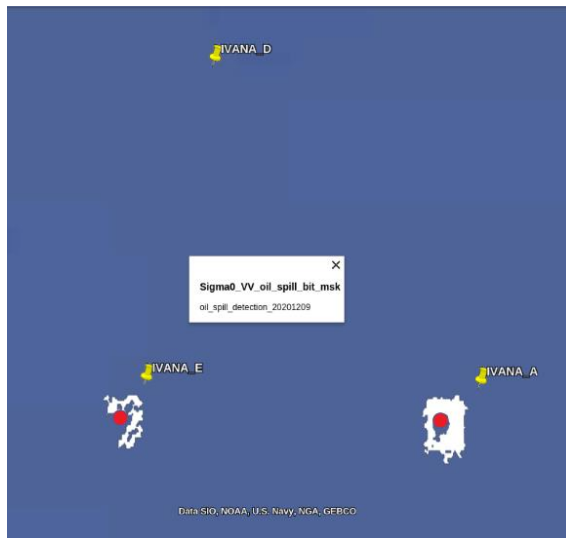 IVANA_D
×
Sigma0_VV_oil_spill_bit_msk
oil_spill_detection_20201209
IVANA_E
IVANA_A
Data SIO, NOAA, U.S. Navy, NGA, GEBCO